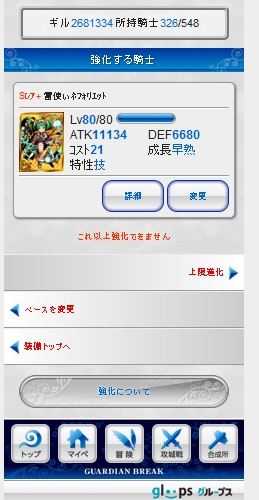 ギル2681334 所持騎士326/548
強化する騎士
Sﾚｱ+ 雷使いﾈﾌｫﾘｴｯﾄ
Lv80/80
ATK11134 DEF6680
ｺｽﾄ21 成長早熟
特性技
詳細 変更
これ以上強化できません
上限進化
ベースを変更
装備トップへ
強化について
トップ マイペ 冒険 攻城戦 合成所
GUARDIAN BREAK
gloops グループス